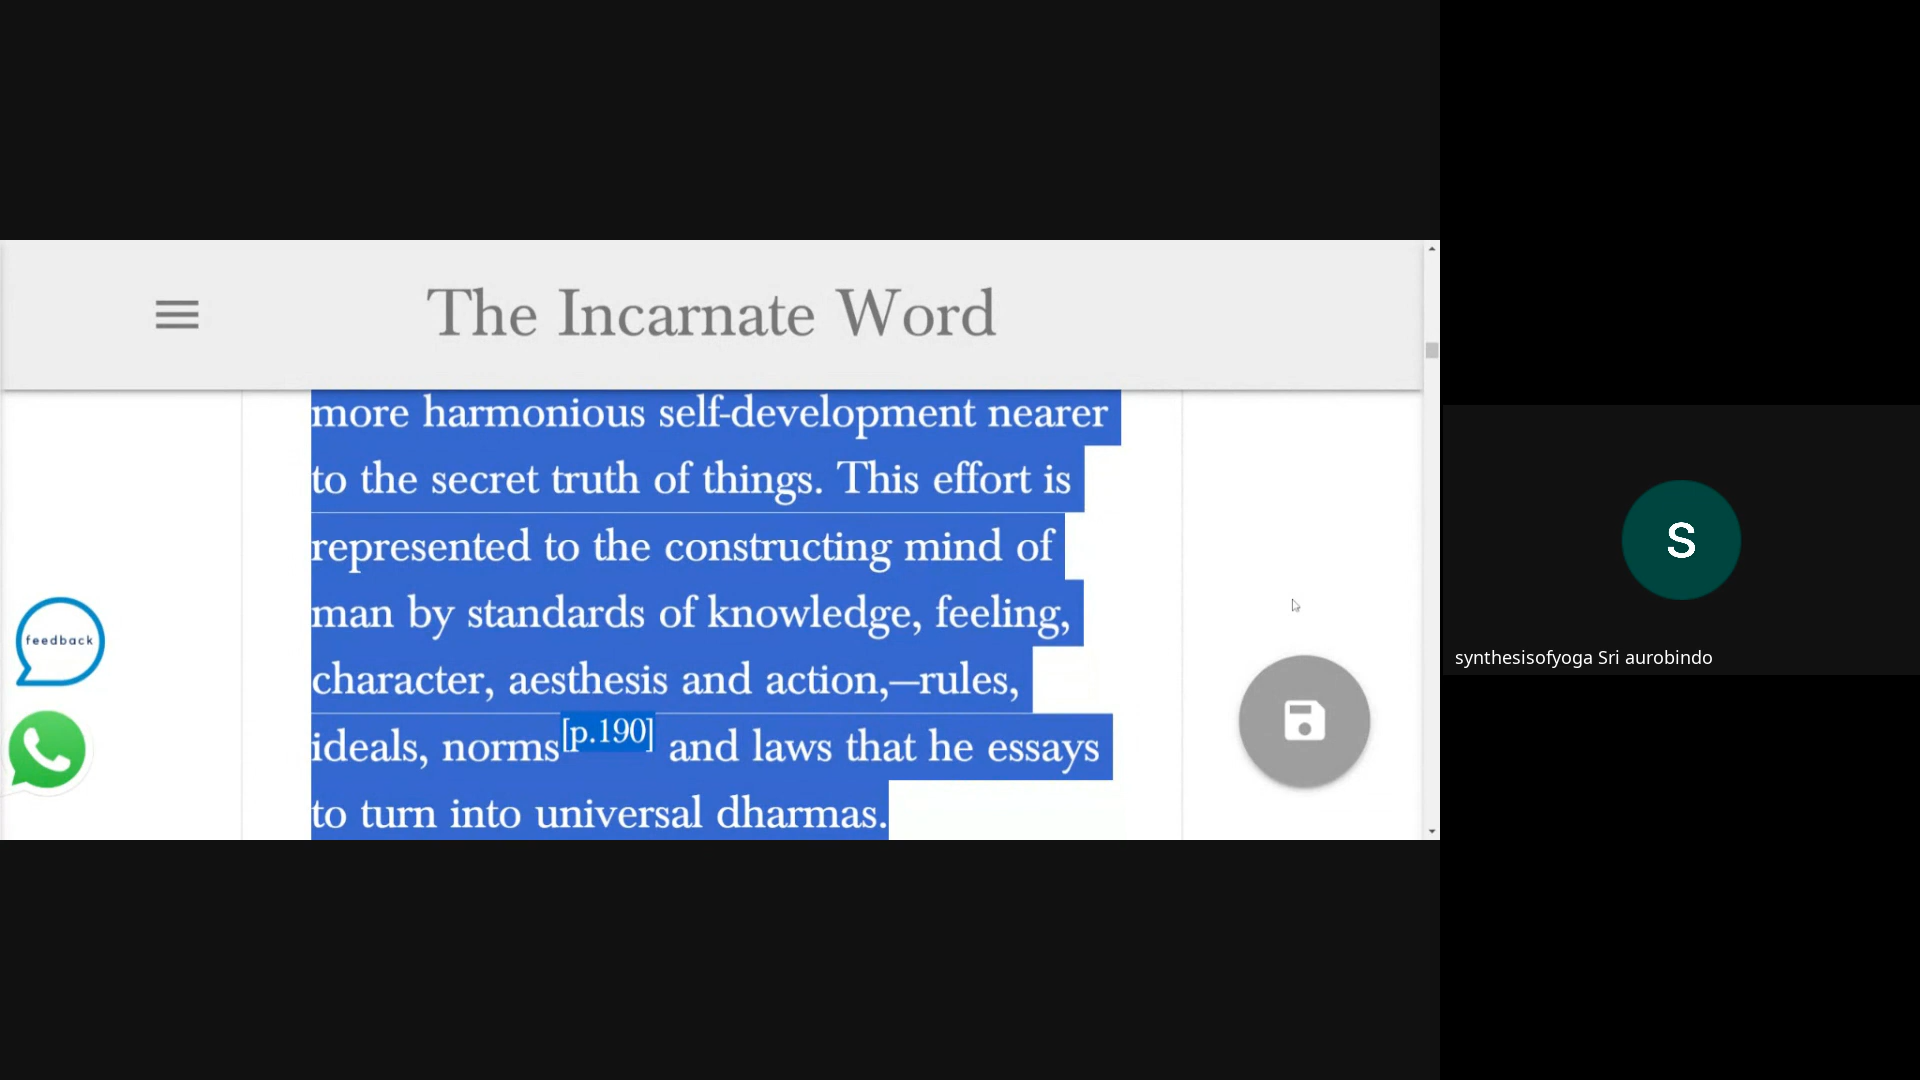 The Incarnate Word
more harmonious self-development nearer
to the secret truth of things. This effort is
represented to the constructing mind of
man by standards of knowledge, feeling,
character, aesthesis and action,—rules,
ideals, norms[p.190] and laws that he essays
to turn into universal dharmas.
feedback
S
synthesisofyoga Sri aurobindo